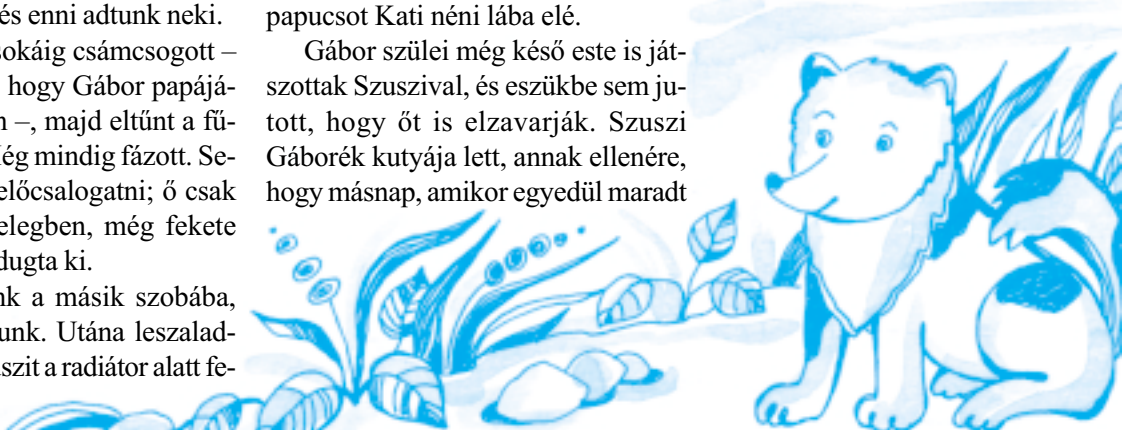 és enni adtunk neki.
sokáig csámcsogott –
hogy Gábor papájá-
–, majd eltűnt a fű-
ég mindig fázott. Se-
előcsalogatni; ő csak
elegben, még fekete
dugta ki.
nk a másik szobába,
unk. Utána leszalad-
szit a radiátor alatt fe-
papucsot Kati néni lába elé.
Gábor szülei még késő este is ját-
szottak Szuszival, és eszükbe sem ju-
tott, hogy őt is elzavarják. Szuszi
Gáborék kutyája lett, annak ellenére,
hogy másnap, amikor egyedül maradt